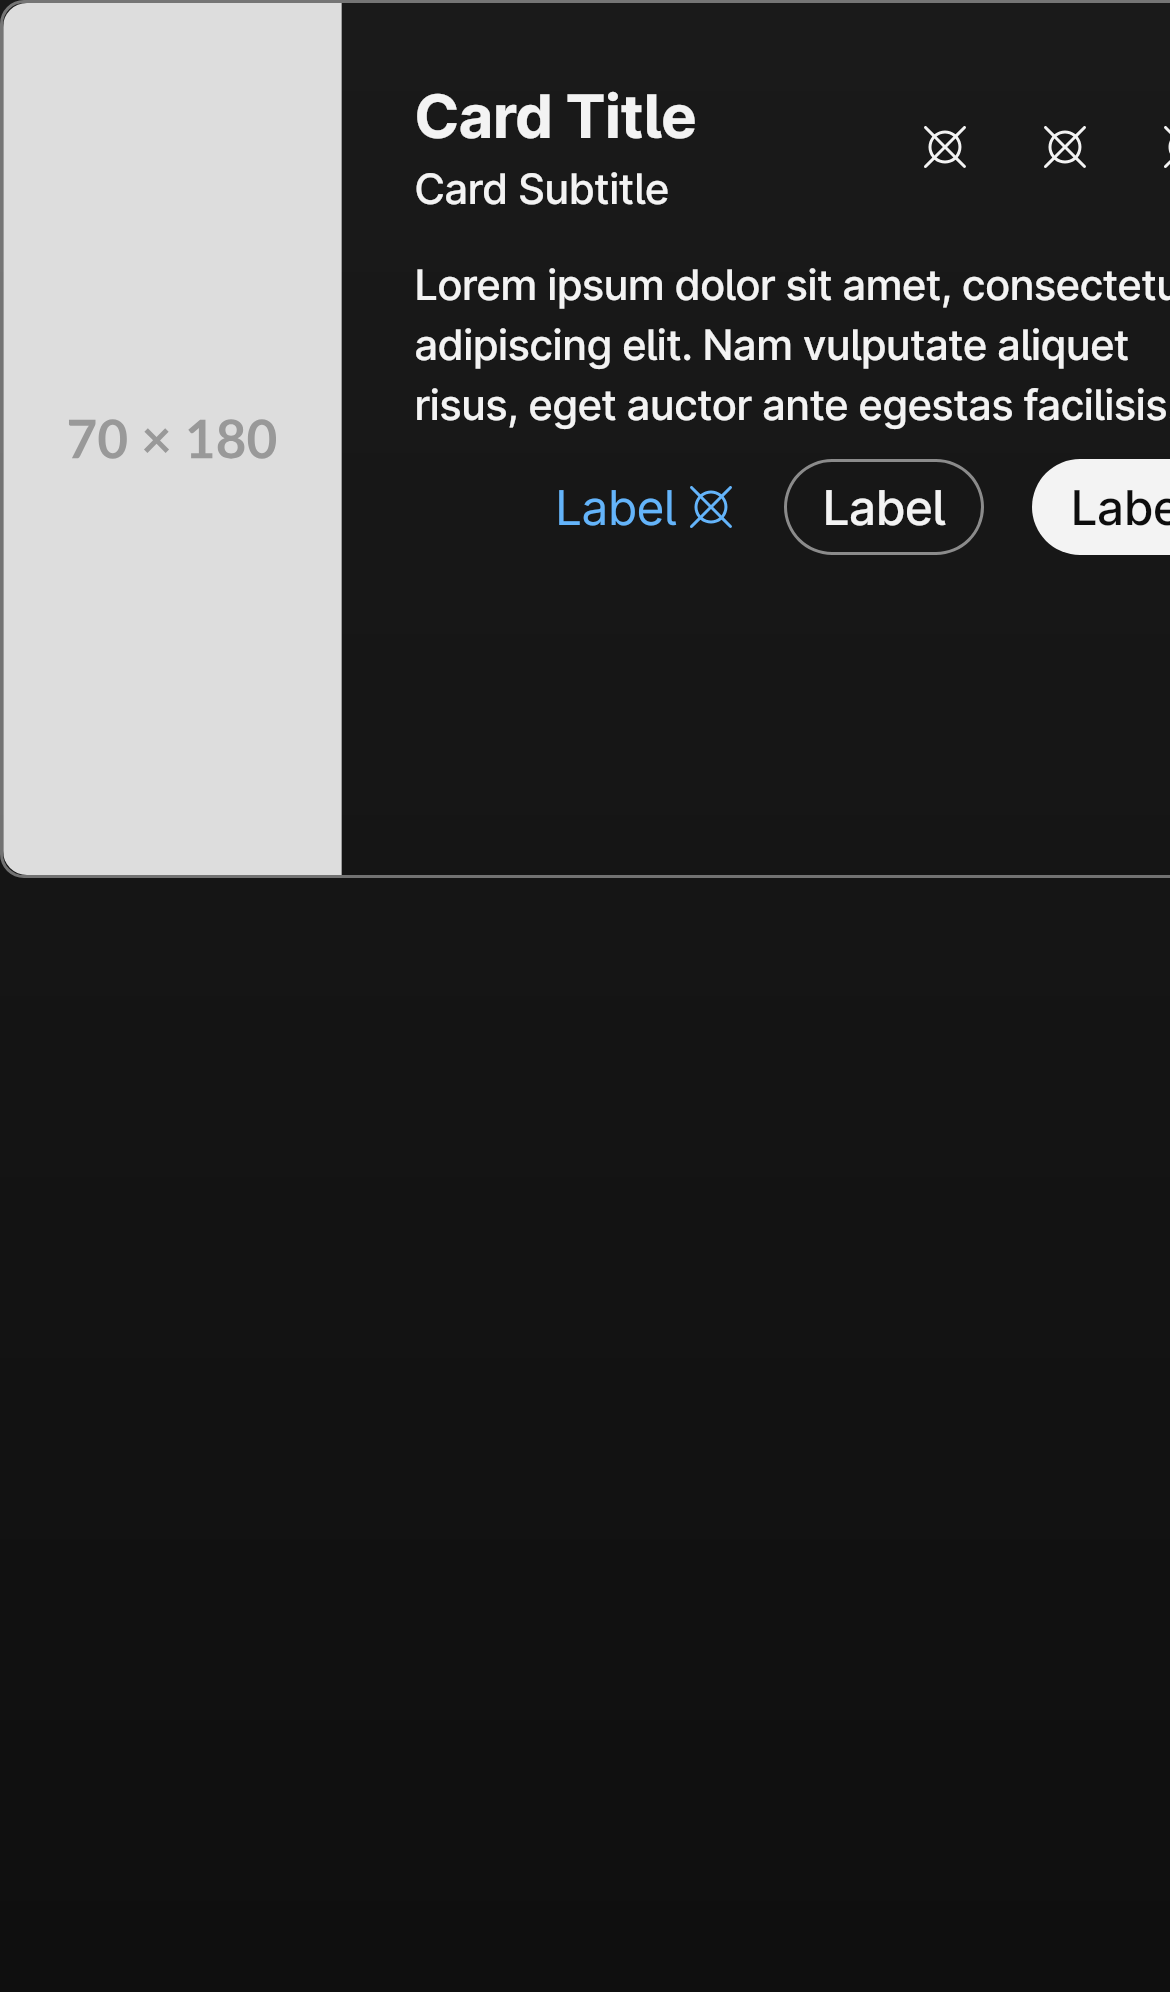 70 × 180
Card Title
Card Subtitle
Lorem ipsum dolor sit amet, consectetu
adipiscing elit. Nam vulputate aliquet
risus, eget auctor ante egestas facilisis
Label
Label
Labe